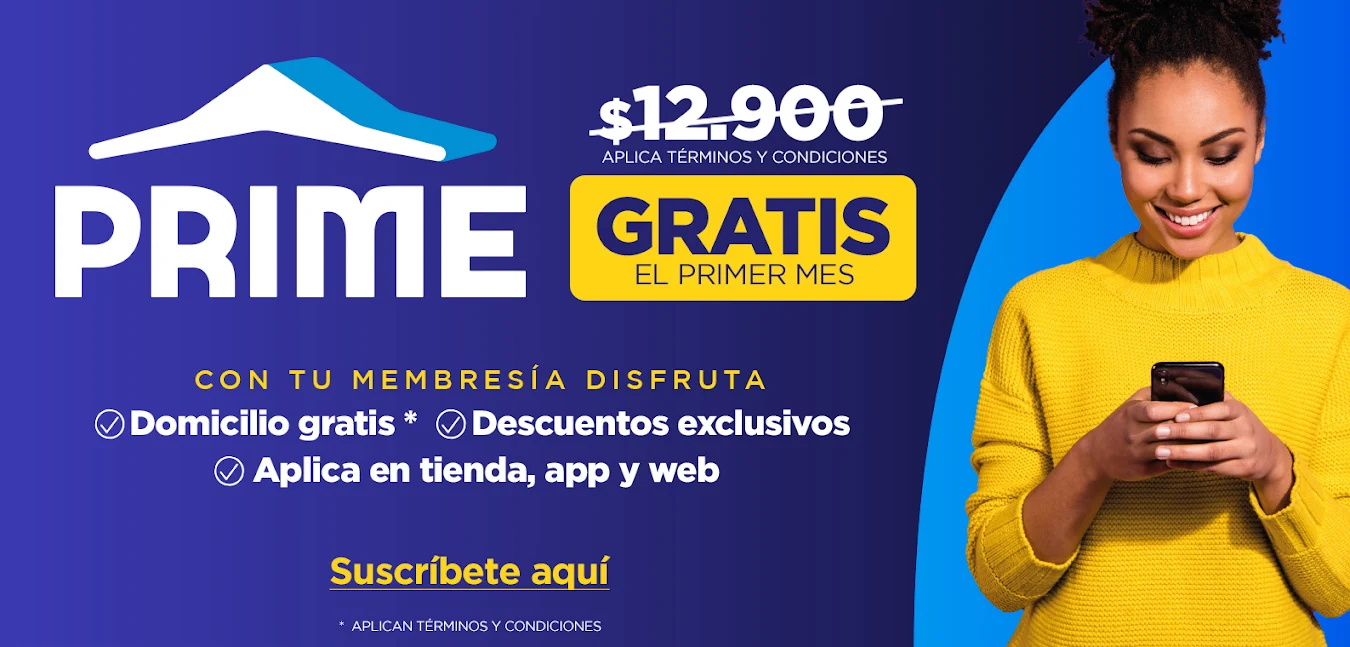 PRIME
$12.900
APLICA TÉRMINOS Y CONDICIONES
GRATIS
EL PRIMER MES
CON TU MEMBRESÍA DISFRUTA
Domicilio gratis * Descuentos exclusivos
Aplica en tienda, app y web
Suscríbete aquí
* APLICAN TÉRMINOS Y CONDICIONES